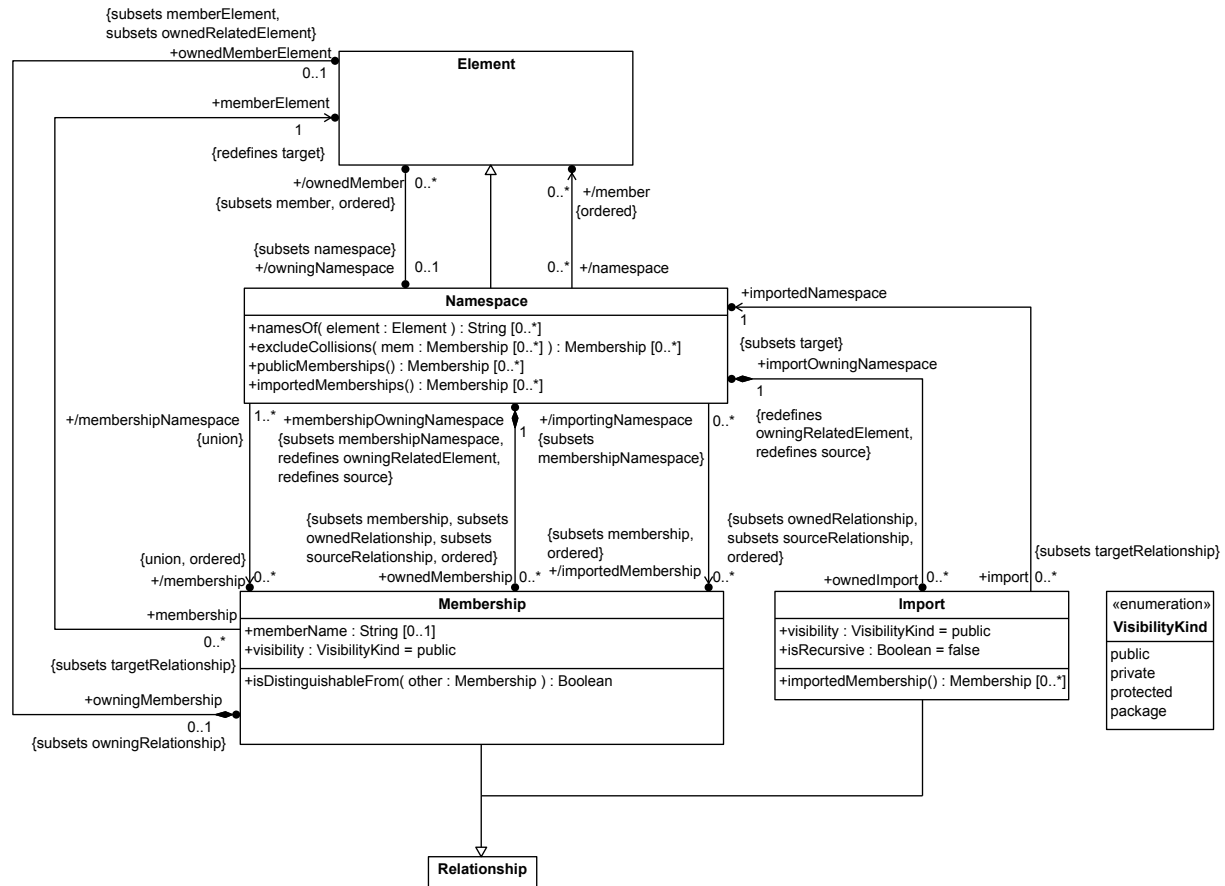 {subsets memberElement,
subsets ownedRelatedElement}
+ownedMemberElement
0..1
Element
+memberElement
1
{redefines target}
+/ownedMember
0..*
{subsets member, ordered}
0..*
+/member
{ordered}
{subsets namespace}
+/owningNamespace
0..1
0..*
+/namespace
Namespace
+namesOf( element : Element ) : String [0..*]
+excludeCollisions( mem : Membership [0..*] ) : Membership [0..*]
+publicMemberships() : Membership [0..*]
+importedMemberships() : Membership [0..*]
+importedNamespace
1
{subsets target}
+importOwningNamespace
1
{redefines
owningRelatedElement,
redefines source}
+/membershipNamespace
{union}
1..*
+membershipOwningNamespace
1
{subsets membershipNamespace,
redefines owningRelatedElement,
redefines source}
+/importingNamespace
0..*
{subsets
membershipNamespace}
{union, ordered}
+/membership
0..*
{subsets membership, subsets
ownedRelationship, subsets
sourceRelationship, ordered}
+ownedMembership
0..*
{subsets membership,
ordered}
+/importedMembership
0..*
{subsets ownedRelationship,
subsets sourceRelationship,
ordered}
+ownedImport
0..*
{subsets targetRelationship}
+import
0..*
+membership
0..*
{subsets targetRelationship}
+owningMembership
0..1
{subsets owningRelationship}
Membership
+memberName : String [0..1]
+visibility : VisibilityKind = public
+isDistinguishableFrom( other : Membership ) : Boolean
Import
+visibility : VisibilityKind = public
+isRecursive : Boolean = false
+importedMembership() : Membership [0..*]
«enumeration»
VisibilityKind
public
private
protected
package
Relationship